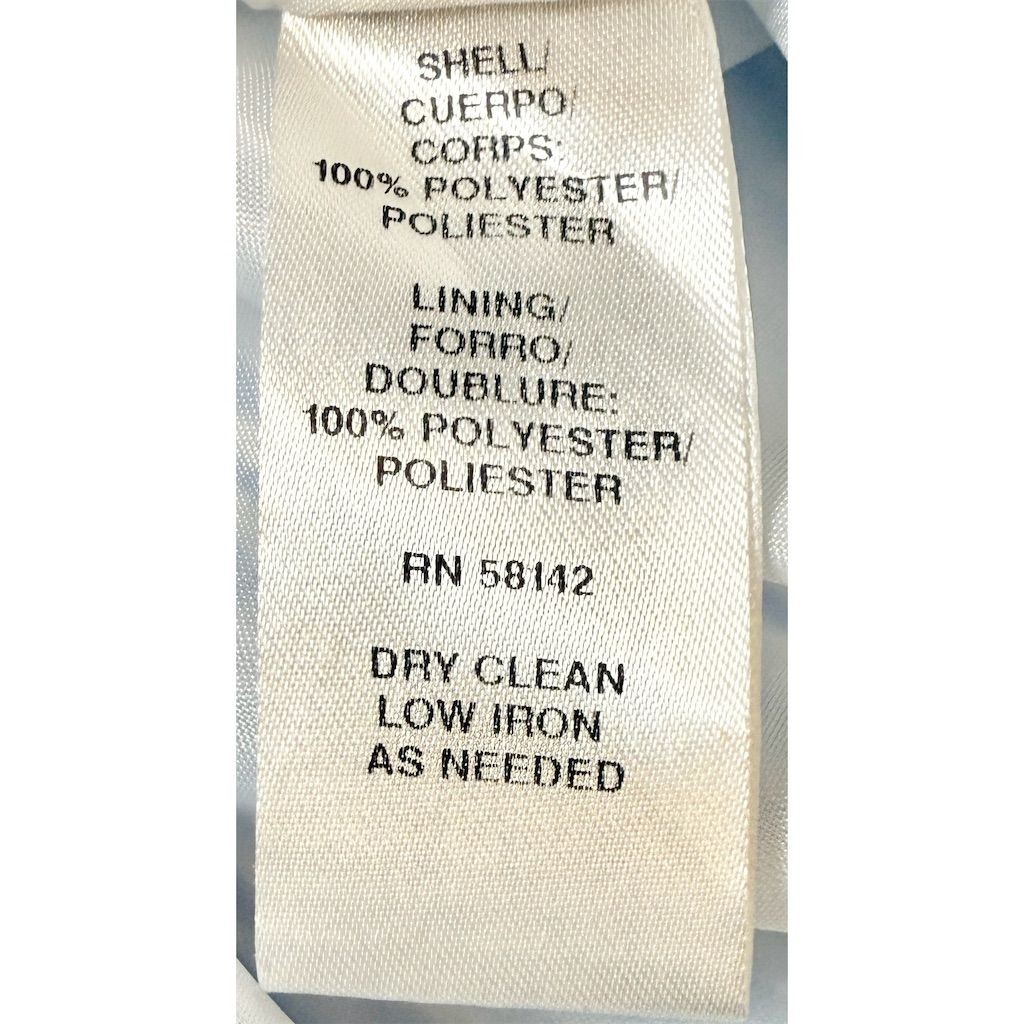 SHELL/
CUERPO/
CORPS:
100% POLYESTER/
POLIESTER
LINING/
FORRO/
DOUBLURE:
100% POLYESTER/
POLIESTER
RN 58142
DRY CLEAN
LOW IRON
AS NEEDED